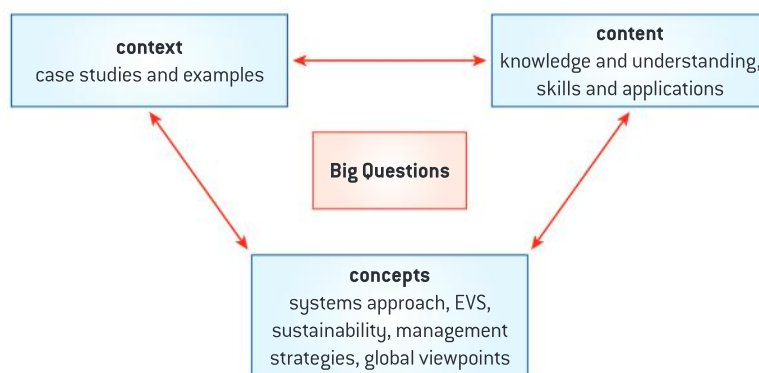 context
case studies and examples
content
knowledge and understanding,
skills and applications
Big Questions
concepts
systems approach, EVS,
sustainability, management
strategies, global viewpoints